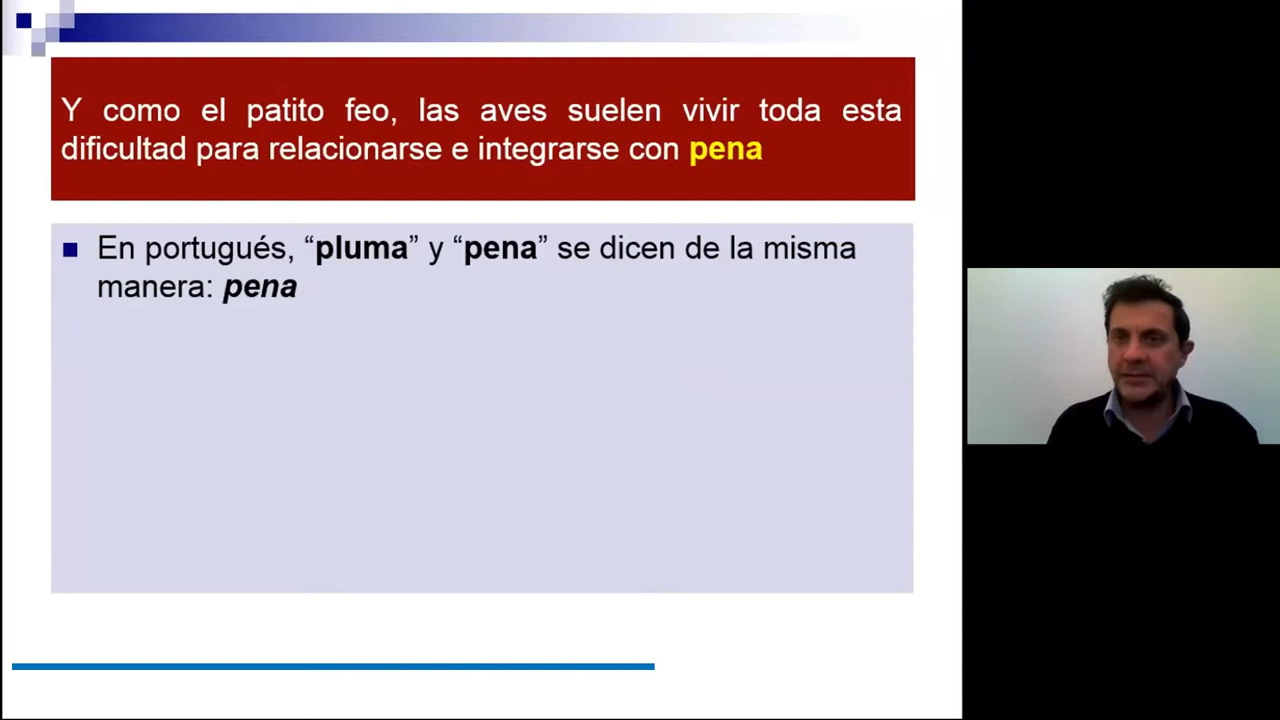 Y como el patito feo, las aves suelen vivir toda esta
dificultad para relacionarse e integrarse con pena
En portugués, “pluma” y “pena” se dicen de la misma
manera: pena